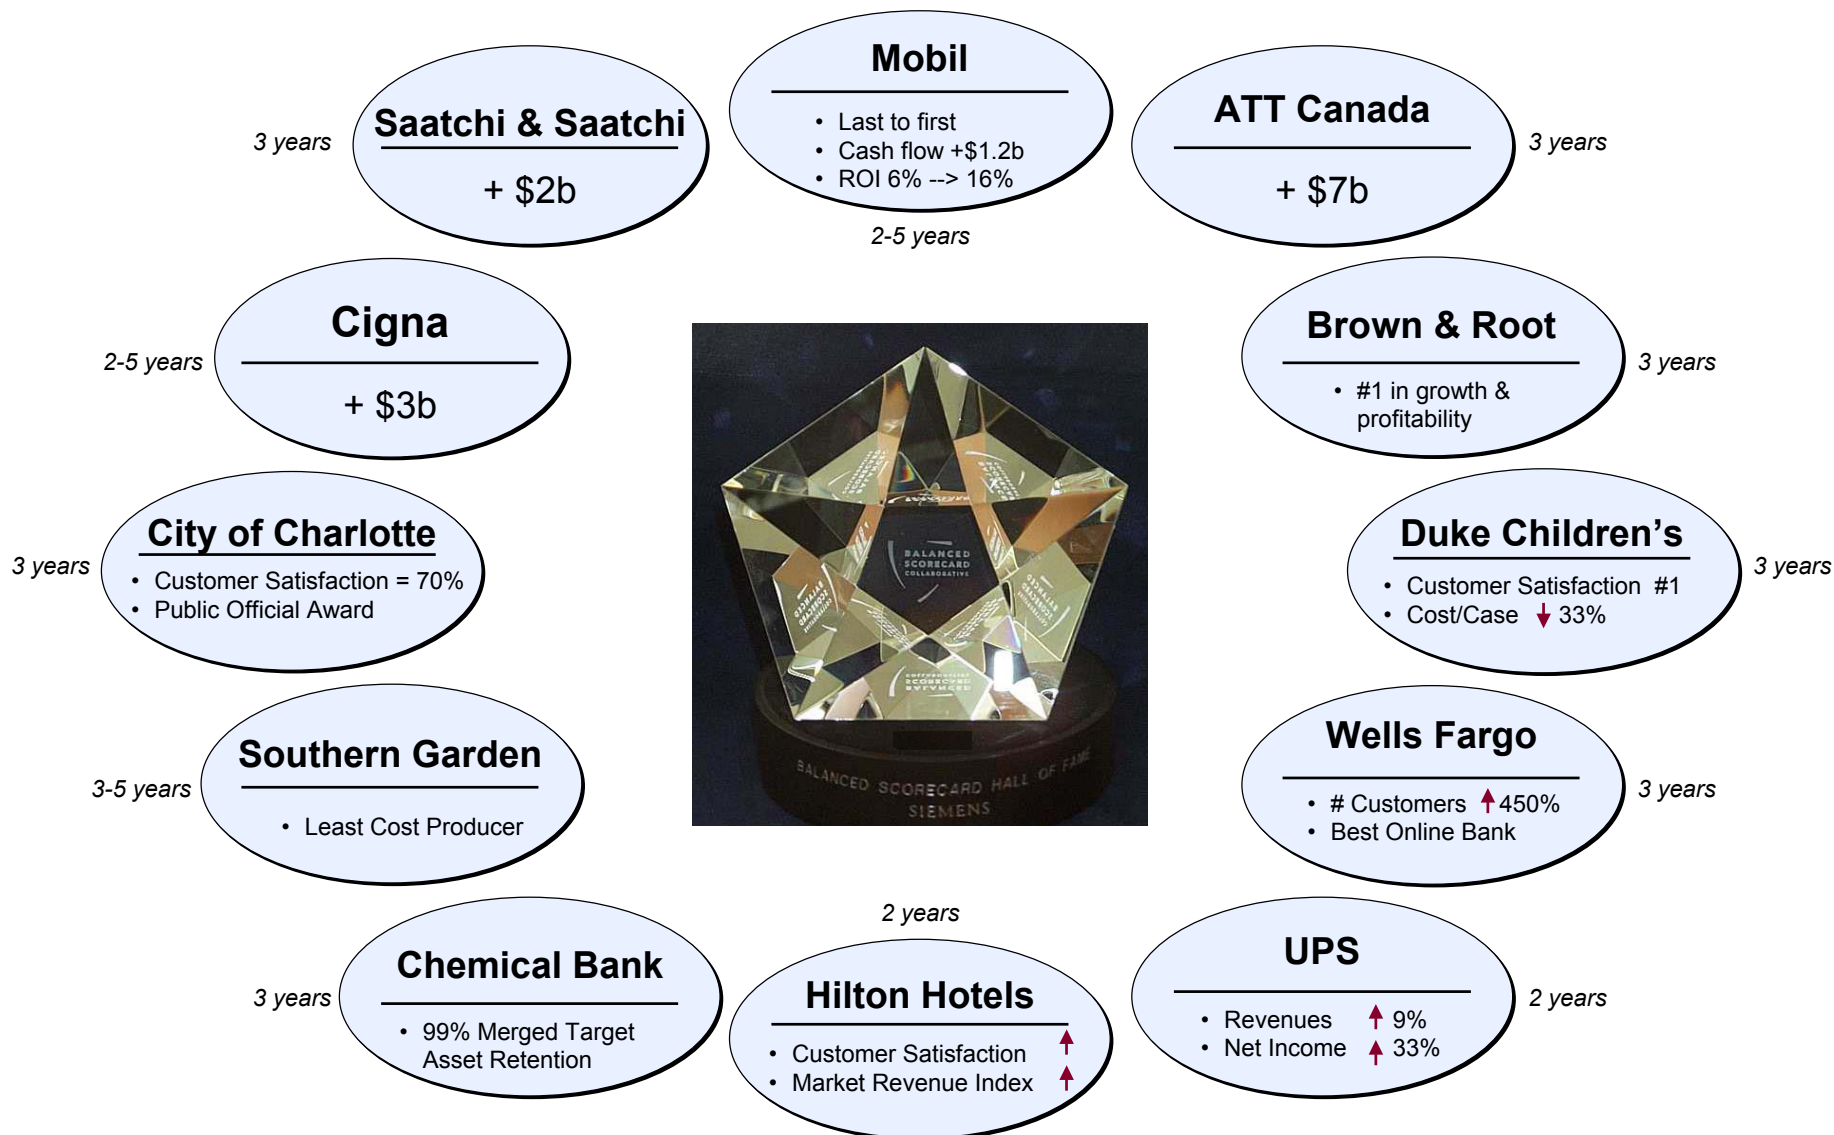 Mobil
• Last to first
• Cash flow +$1.2b
• ROI 6% --> 16%
2-5 years
Saatchi & Saatchi
+ $2b
3 years
ATT Canada
+ $7b
3 years
Cigna
+ $3b
2-5 years
Brown & Root
• #1 in growth &
profitability
3 years
City of Charlotte
• Customer Satisfaction = 70%
• Public Official Award
3 years
Duke Children’s
• Customer Satisfaction #1
• Cost/Case ↓ 33%
3 years
BALANCED
SCORECARD
COLLABORATIVE
BALANCED SCORECARD HALL OF FAME
SIEMENS
Southern Garden
• Least Cost Producer
3-5 years
Wells Fargo
• # Customers ↑ 450%
• Best Online Bank
3 years
Chemical Bank
• 99% Merged Target
Asset Retention
3 years
2 years
Hilton Hotels
• Customer Satisfaction ↑
• Market Revenue Index ↑
UPS
• Revenues ↑ 9%
• Net Income ↑ 33%
2 years